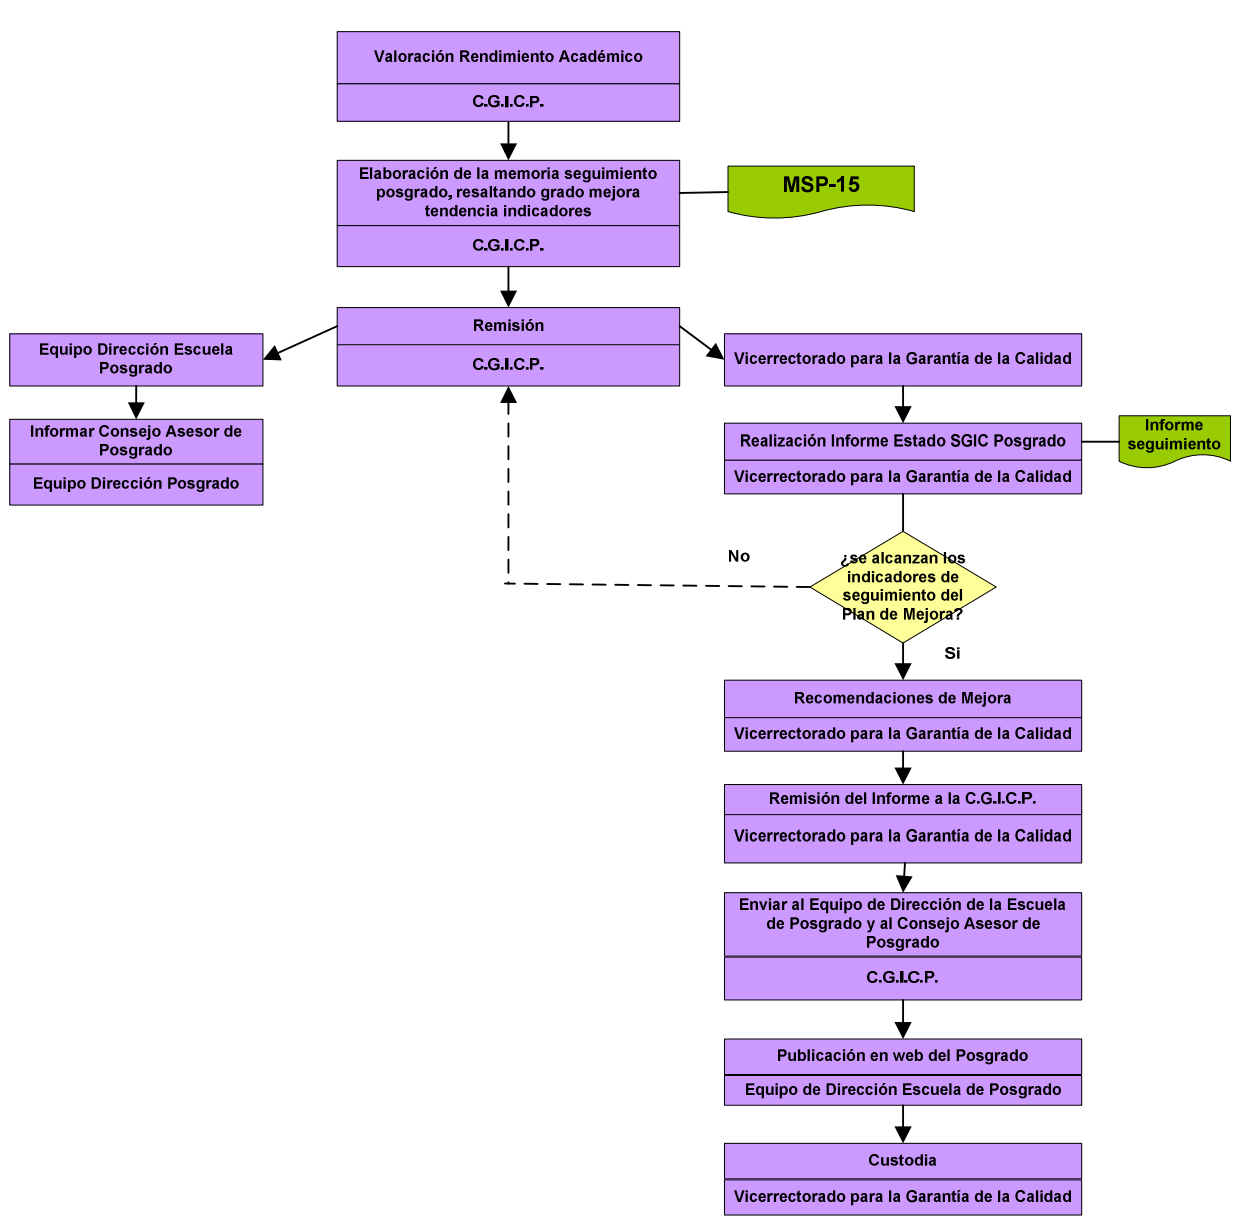 Valoración Rendimiento Académico
C.G.I.C.P.
Elaboración de la memoria seguimiento
posgrado, resaltando grado mejora
tendencia indicadores
C.G.I.C.P.
MSP-15
Remisión
C.G.I.C.P.
Equipo Dirección Escuela
Posgrado
Informar Consejo Asesor de
Posgrado
Equipo Dirección Posgrado
Vicerrectorado para la Garantía de la Calidad
Realización Informe Estado SGIC Posgrado
Vicerrectorado para la Garantía de la Calidad
Informe
seguimiento
No
¿se alcanzan los
indicadores de
seguimiento del
Plan de Mejora?
Si
Recomendaciones de Mejora
Vicerrectorado para la Garantía de la Calidad
Remisión del Informe a la C.G.I.C.P.
Vicerrectorado para la Garantía de la Calidad
Enviar al Equipo de Dirección de la Escuela
de Posgrado y al Consejo Asesor de
Posgrado
C.G.I.C.P.
Publicación en web del Posgrado
Equipo de Dirección Escuela de Posgrado
Custodia
Vicerrectorado para la Garantía de la Calidad